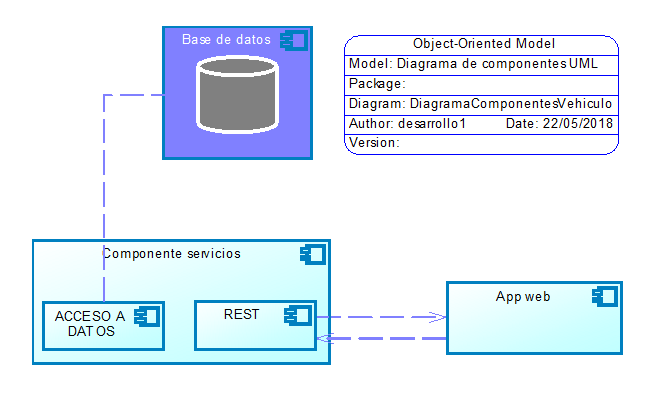 Base de datos
Object-Oriented Model
Model: Diagrama de componentes UML
Package:
Diagram: DiagramaComponentesVehiculo
Author: desarrollo1 Date: 22/05/2018
Version:
Componente servicios
ACCESO A
DATOS
REST
App web